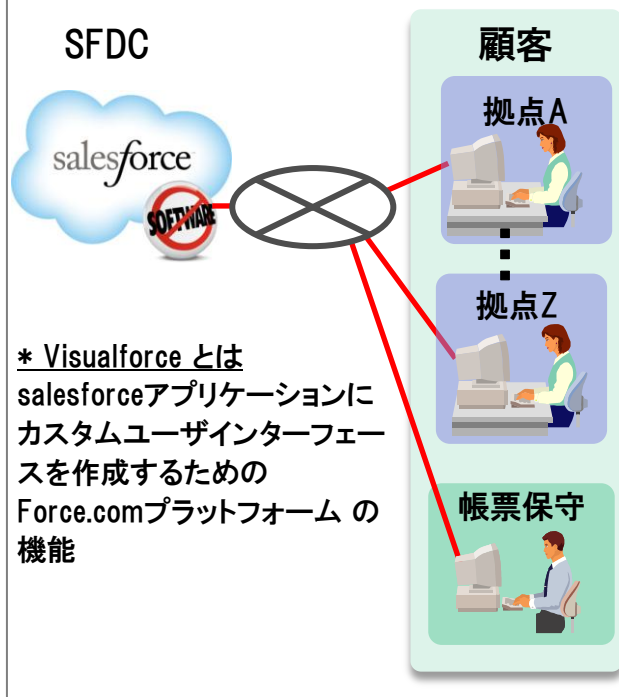 SFDC
salesforce
SOFTWARE
顧客
拠点A
拠点Z
帳票保守
* Visualforce とは
salesforceアプリケーションに
カスタムユーザインターフェー
スを作成するための
Force.comプラットフォーム の
機能